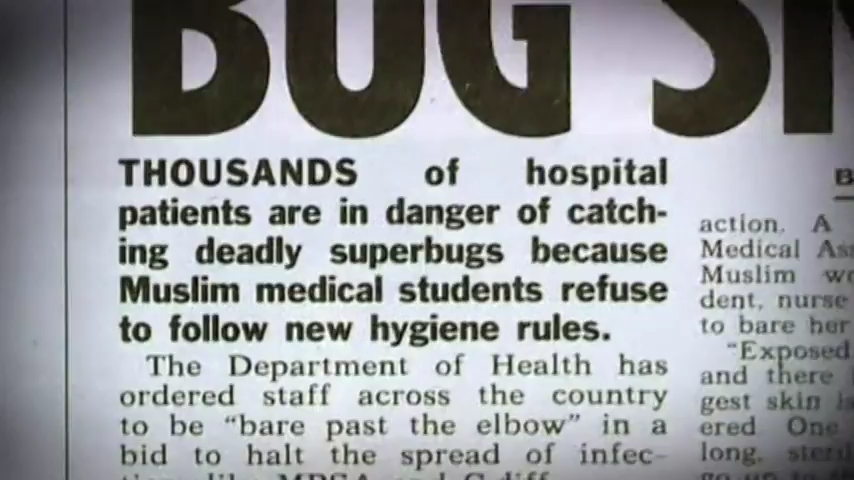 BUG
THOUSANDS of hospital
patients are in danger of catch-
ing deadly superbugs because
Muslim medical students refuse
to follow new hygiene rules.
The Department of Health has
ordered staff across the country
to be “bare past the elbow” in a
bid to halt the spread of infec-
action. A
Medical
Muslim
dent, nurse
to bare her
“Exposed
and there
gest skin
ered One
long,